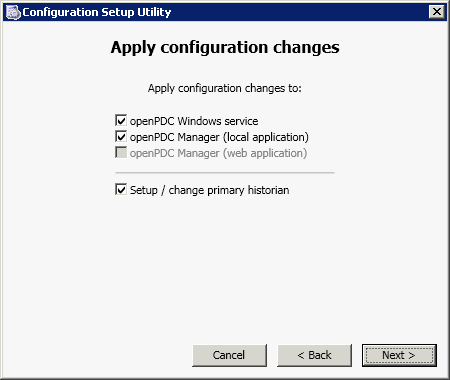 Configuration Setup Utility
Apply configuration changes
Apply configuration changes to:
openPDC Windows service
openPDC Manager (local application)
openPDC Manager (web application)
Setup / change primary historian
Cancel
< Back
Next >